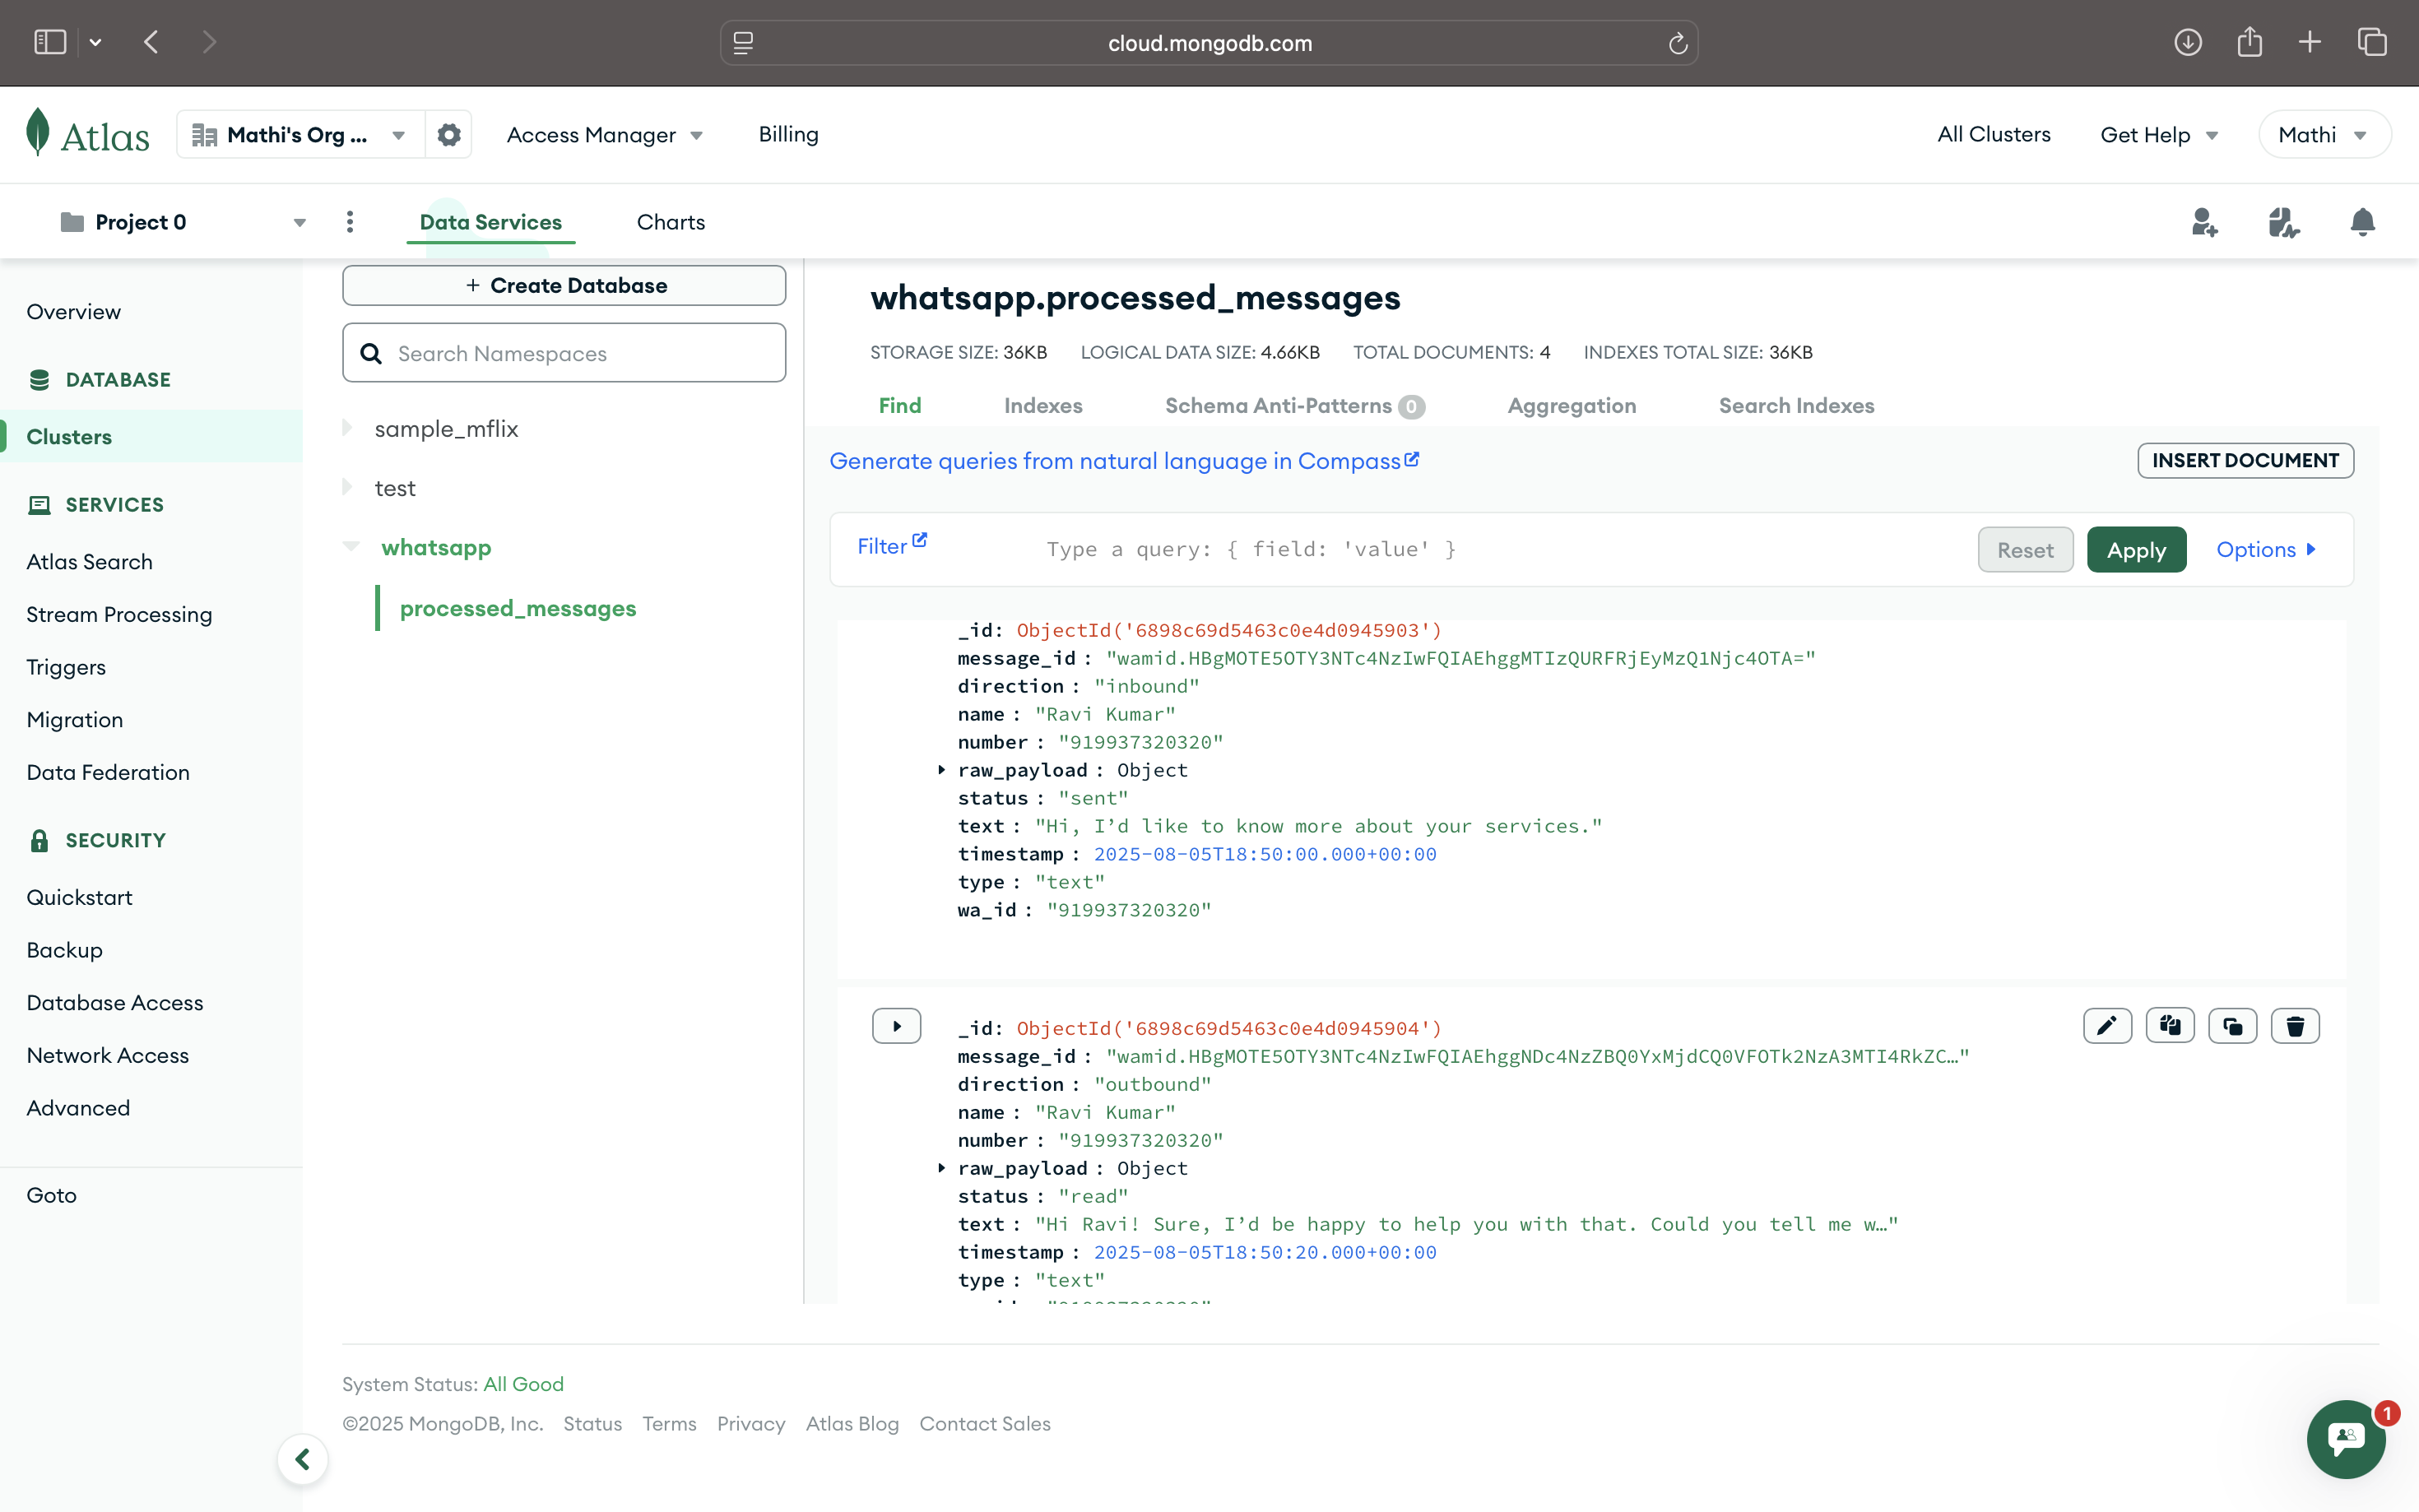 cloud.mongodb.com
Atlas
Mathi's Org ...
Access Manager
Billing
All Clusters
Get Help
Mathi
Project 0
Data Services
Charts
Overview
DATABASE
Clusters
SERVICES
Atlas Search
Stream Processing
Triggers
Migration
Data Federation
SECURITY
Quickstart
Backup
Database Access
Network Access
Advanced
Goto
+ Create Database
Search Namespaces
sample_mflix
test
whatsapp
processed_messages
whatsapp.processed_messages
STORAGE SIZE: 36KB LOGICAL DATA SIZE: 4.66KB TOTAL DOCUMENTS: 4 INDEXES TOTAL SIZE: 36KB
Find Indexes Schema Anti-Patterns 0 Aggregation Search Indexes
Generate queries from natural language in Compass
INSERT DOCUMENT
Filter Type a query: { field: 'value' } Reset Apply Options
_id: ObjectId('6898c69d5463c0e4d0945903')
message_id : "wamid.HBgMOTE5OTY3NTc4NzIwFQIAEhggMTIzQURFRjEyMzQ1Njc4OTA="
direction : "inbound"
name : "Ravi Kumar"
number : "919937320320"
raw_payload : Object
status : "sent"
text : "Hi, I’d like to know more about your services."
timestamp : 2025-08-05T18:50:00.000+00:00
type : "text"
wa_id : "919937320320"
_id: ObjectId('6898c69d5463c0e4d0945904')
message_id : "wamid.HBgMOTE5OTY3NTc4NzIwFQIAEhggNDc4NzZBQ0YxMjdCQ0VFOTk2NzA3MTI4RkZC…"
direction : "outbound"
name : "Ravi Kumar"
number : "919937320320"
raw_payload : Object
status : "read"
text : "Hi Ravi! Sure, I’d be happy to help you with that. Could you tell me w…"
timestamp : 2025-08-05T18:50:20.000+00:00
type : "text"
System Status: All Good
©2025 MongoDB, Inc. Status Terms Privacy Atlas Blog Contact Sales
1